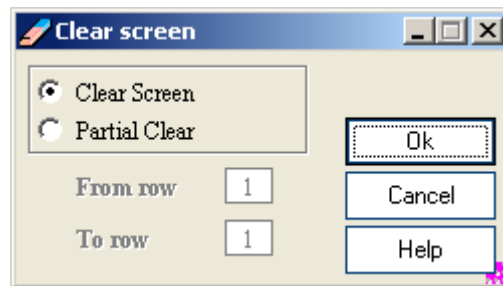 Clear screen
Clear Screen
Partial Clear
Ok
From row 1
Cancel
To row 1
Help